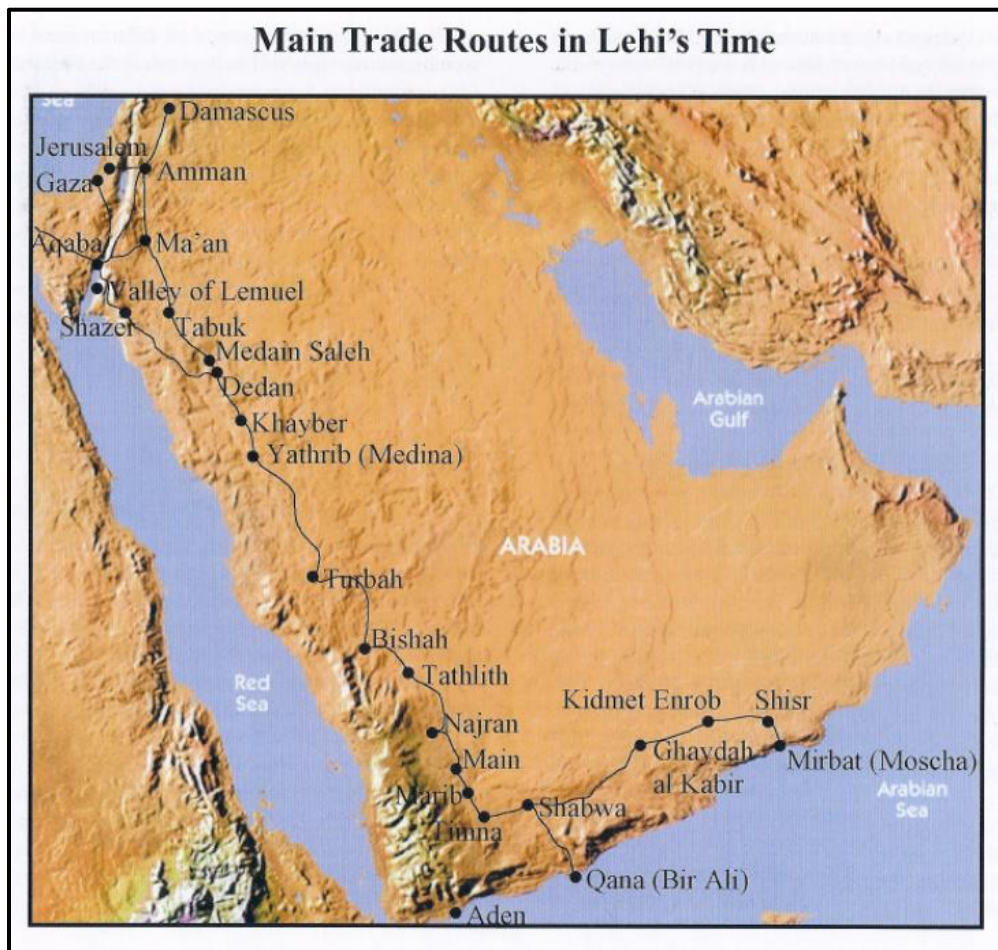 Main Trade Routes in Lehi's Time
Sea
Damascus
Jerusalem
Amman
Gaza
Aqaba
Ma`an
Valley of Lemuel
Shazer
Tabuk
Medain Saleh
Dedan
Khayber
Yathrib (Medina)
Arabian
Gulf
ARABIA
Turbah
Bishah
Tathlith
Red
Sea
Kidmet Enrob
Shisr
Najran
Main
Ghaydah
al Kabir
Mirbat (Moscha)
Marib
Timna
Shabwa
Arabian
Sea
Qana (Bir Ali)
Aden